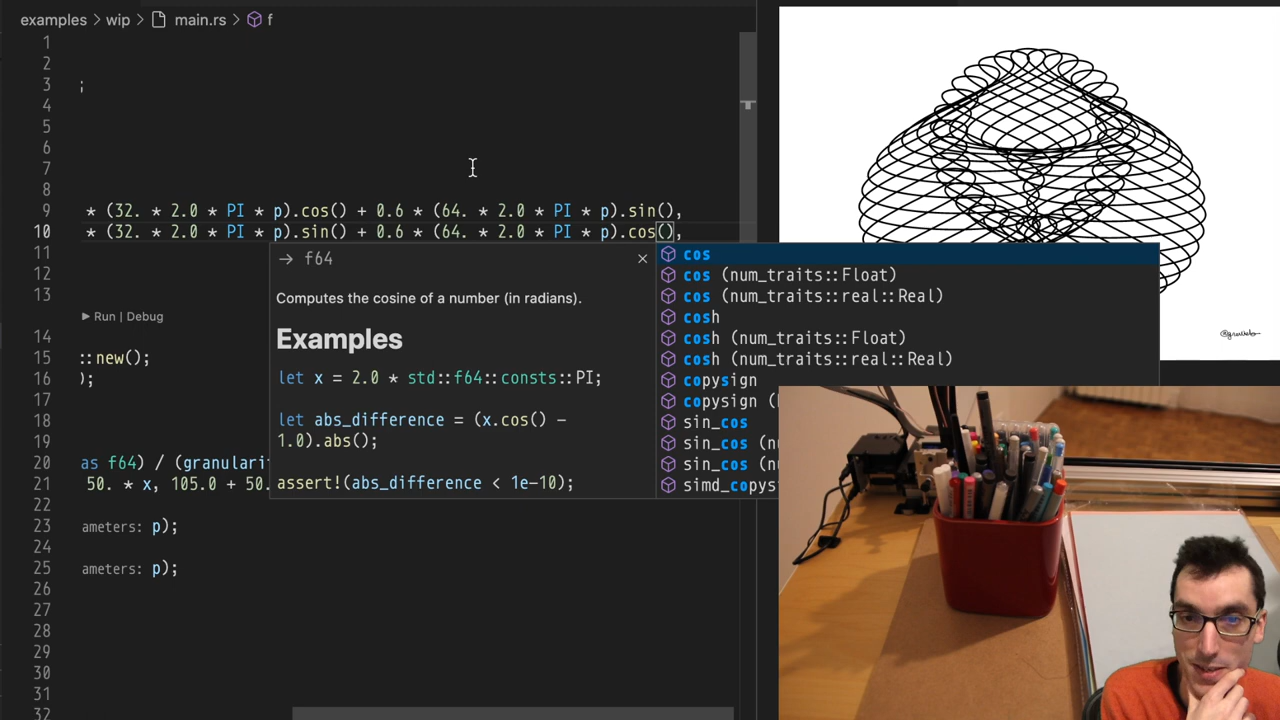 examples > wip > main.rs > f
1
2
3 ;
4
5
6
7
8
9 * (32. * 2.0 * PI * p).cos() + 0.6 * (64. * 2.0 * PI * p).sin(),
10 * (32. * 2.0 * PI * p).sin() + 0.6 * (64. * 2.0 * PI * p).cos(),
11
12
13
▶ Run | Debug
14
15 ::new();
16 );
17
18
19
20 as f64) / (granularit
21 50. * x, 105.0 + 50.
22
23 ameters: p);
24
25 ameters: p);
26
27
28
29
30
31
32
→ f64
Computes the cosine of a number (in radians).
Examples
let x = 2.0 * std::f64::consts::PI;
let abs_difference = (x.cos() -
1.0).abs();
assert!(abs_difference < 1e-10);
cos
cos (num_traits::Float)
cos (num_traits::real::Real)
cosh
cosh (num_traits::Float)
cosh (num_traits::real::Real)
copysign
copysign (
sin_cos
sin_cos (nu
sin_cos (nu
simd_copys